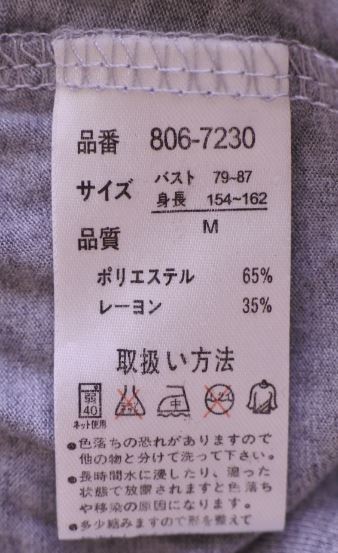 品番 806-7230
サイズ バスト 79~87
身長 154~162
M
品質
ポリエステル 65%
レーヨン 35%
取扱い方法
弱
40
中
ネット使用
●色落ちの恐れがありますので
他の物と分けて洗って下さい。
●長時間水に浸したり、湿った
状態で放置されますと色落ち
や移染の原因になります。
●多少縮みますので形を整えて